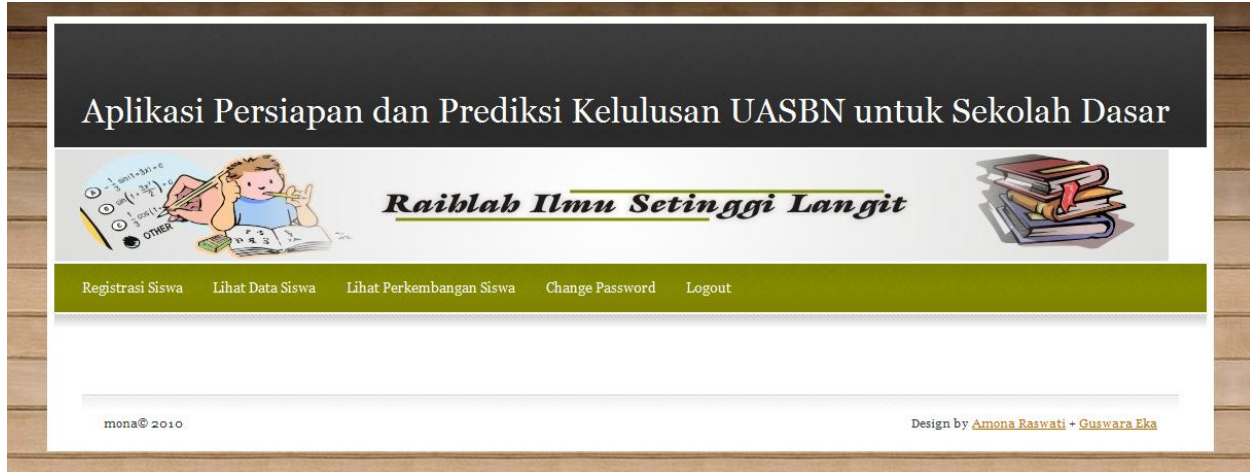 Aplikasi Persiapan dan Prediksi Kelulusan UASBN untuk Sekolah Dasar
OTHER
Raihlah Ilmu Setinggi Langit
Registrasi Siswa Lihat Data Siswa Lihat Perkembangan Siswa Change Password Logout
mona© 2010 Design by Amona Raswati + Guswara Eka